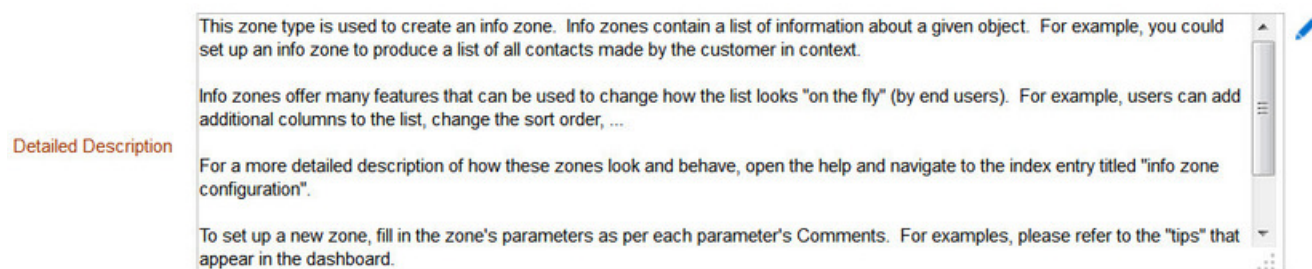 This zone type is used to create an info zone.  Info zones contain a list of information about a given object.  For example, you could
set up an info zone to produce a list of all contacts made by the customer in context.
Info zones offer many features that can be used to change how the list looks "on the fly" (by end users).  For example, users can add
additional columns to the list, change the sort order, ...
Detailed Description
For a more detailed description of how these zones look and behave, open the help and navigate to the index entry titled "info zone
configuration".
To set up a new zone, fill in the zone's parameters as per each parameter's Comments.  For examples, please refer to the "tips" that
appear in the dashboard.